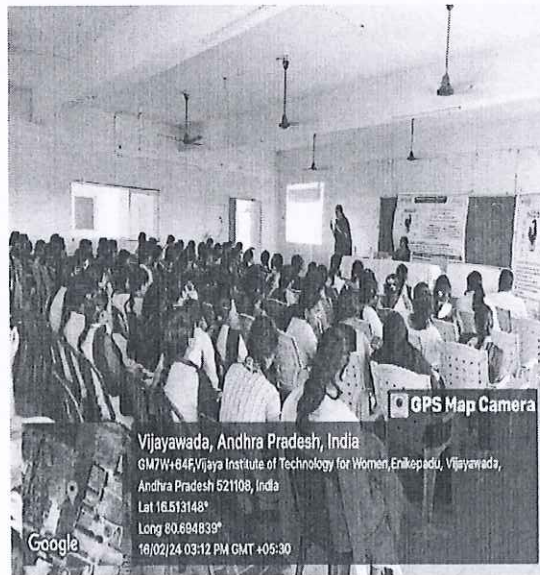 GPS Map Camera
Vijayawada, Andhra Pradesh, India
GM7W+64F,Vijaya Institute of Technology for Women,Enikepadu, Vijayawada,
Andhra Pradesh 521108, India
Lat 16.513148°
Long 80.694839°
16/02/24 03:12 PM GMT +05:30
Google